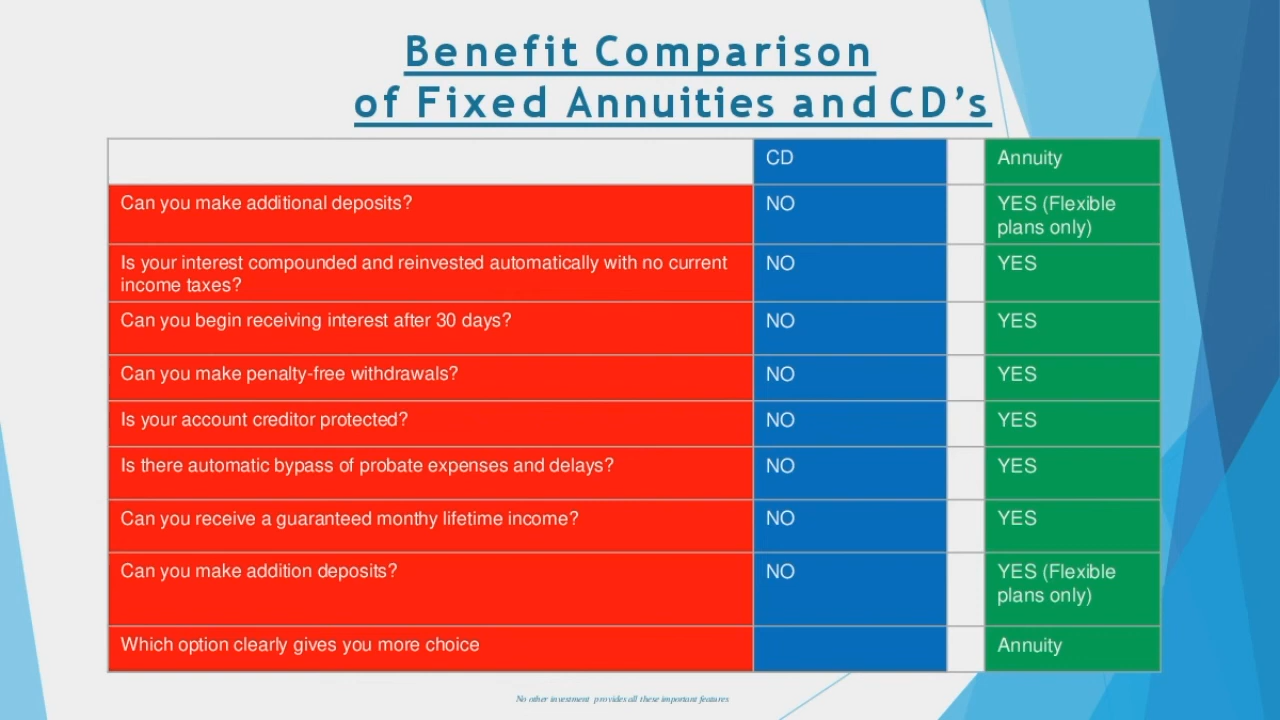 Benefit Comparison
of Fixed Annuities and CD’s
CD Annuity
Can you make additional deposits? NO YES (Flexible
plans only)
Is your interest compounded and reinvested automatically with no current NO YES
income taxes?
Can you begin receiving interest after 30 days? NO YES
Can you make penalty-free withdrawals? NO YES
Is your account creditor protected? NO YES
Is there automatic bypass of probate expenses and delays? NO YES
Can you receive a guaranteed monthy lifetime income? NO YES
Can you make addition deposits? NO YES (Flexible
plans only)
Which option clearly gives you more choice Annuity
No other investment provides all these important features